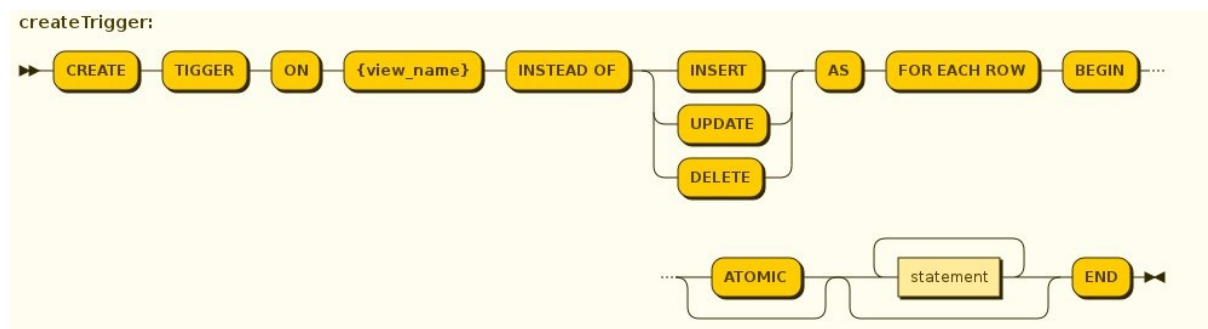 createTrigger:
CREATE TIGGER ON {view_name} INSTEAD OF INSERT AS FOR EACH ROW BEGIN
UPDATE
DELETE
ATOMIC statement END